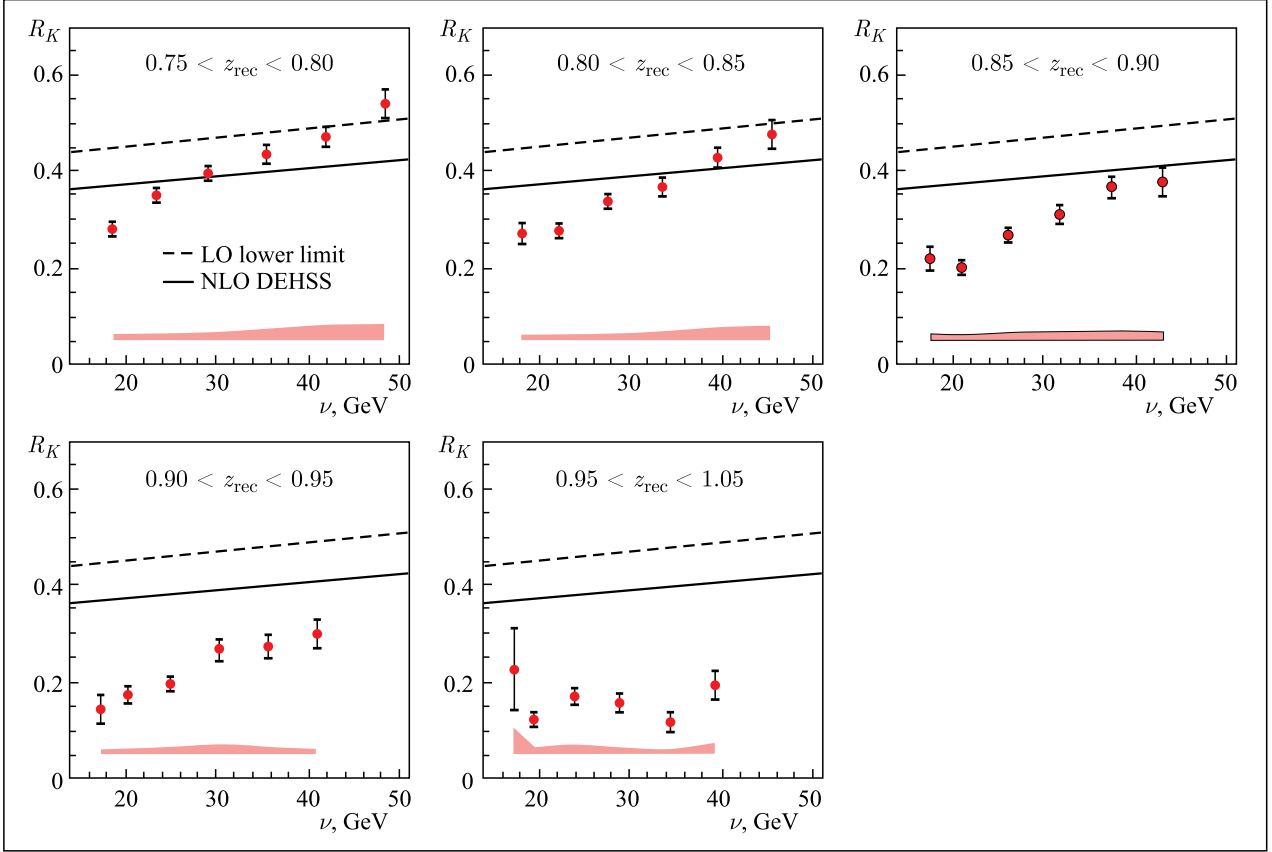 R_K
0.75 < z_rec < 0.80
0.6
0.4
LO lower limit
NLO DEHSS
0.2
0
20 30 40 50
ν, GeV
R_K
0.80 < z_rec < 0.85
0.6
0.4
0.2
0
20 30 40 50
ν, GeV
R_K
0.85 < z_rec < 0.90
0.6
0.4
0.2
0
20 30 40 50
ν, GeV
R_K
0.90 < z_rec < 0.95
0.6
0.4
0.2
0
20 30 40 50
ν, GeV
R_K
0.95 < z_rec < 1.05
0.6
0.4
0.2
0
20 30 40 50
ν, GeV